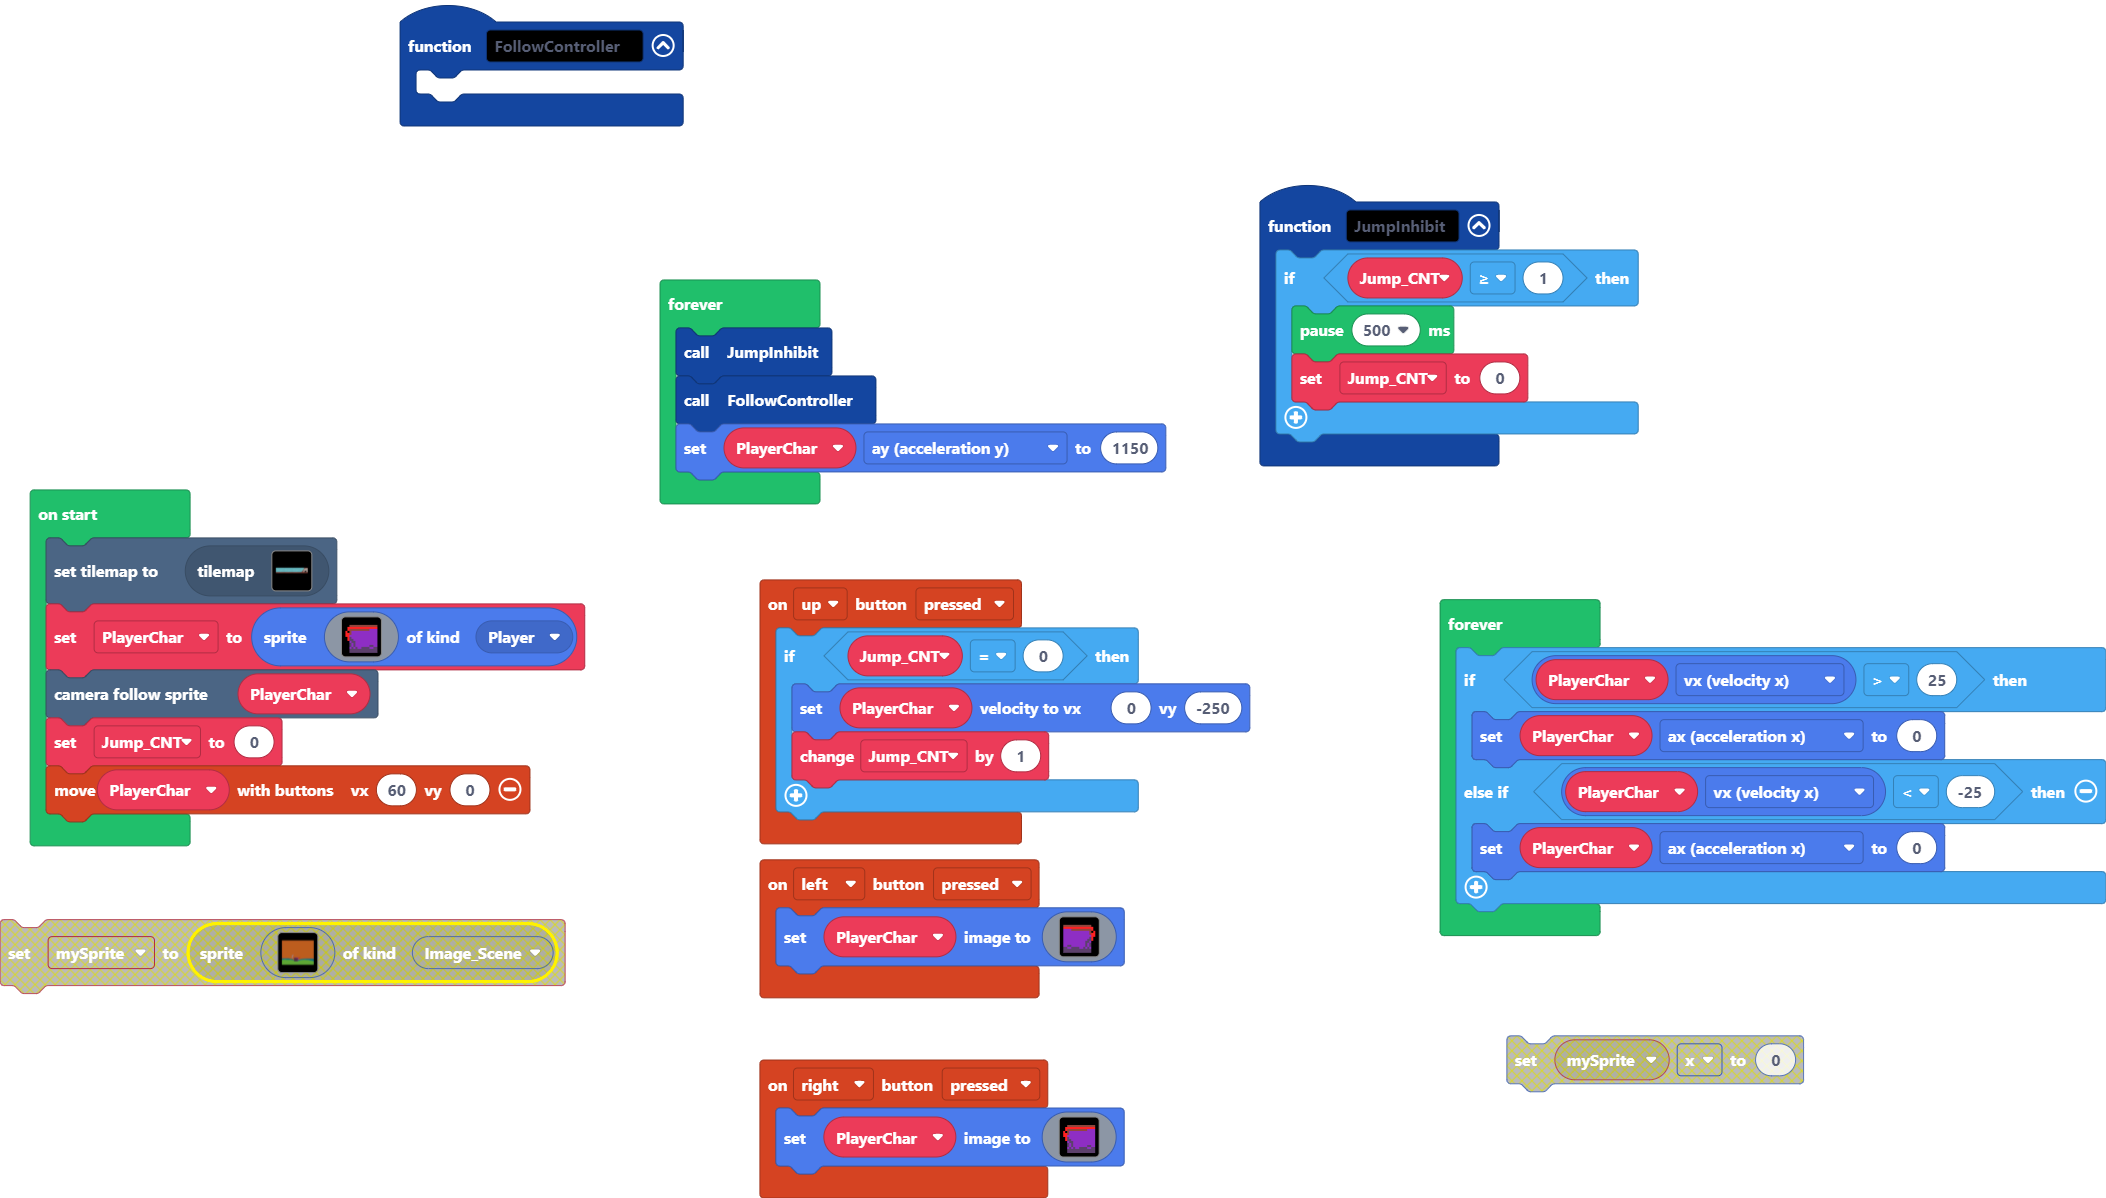 function FollowController
function JumpInhibit
if Jump_CNT ≥ 1 then
pause 500 ms
set Jump_CNT to 0
forever
call JumpInhibit
call FollowController
set PlayerChar ay (acceleration y) to 1150
on start
set tilemap to tilemap
set PlayerChar to sprite of kind Player
camera follow sprite PlayerChar
set Jump_CNT to 0
move PlayerChar with buttons vx 60 vy 0
on up button pressed
if Jump_CNT = 0 then
set PlayerChar velocity to vx 0 vy -250
change Jump_CNT by 1
forever
if PlayerChar vx (velocity x) > 25 then
set PlayerChar ax (acceleration x) to 0
else if PlayerChar vx (velocity x) < -25 then
set PlayerChar ax (acceleration x) to 0
on left button pressed
set PlayerChar image to
set mySprite to sprite of kind Image_Scene
on right button pressed
set PlayerChar image to
set mySprite x to 0